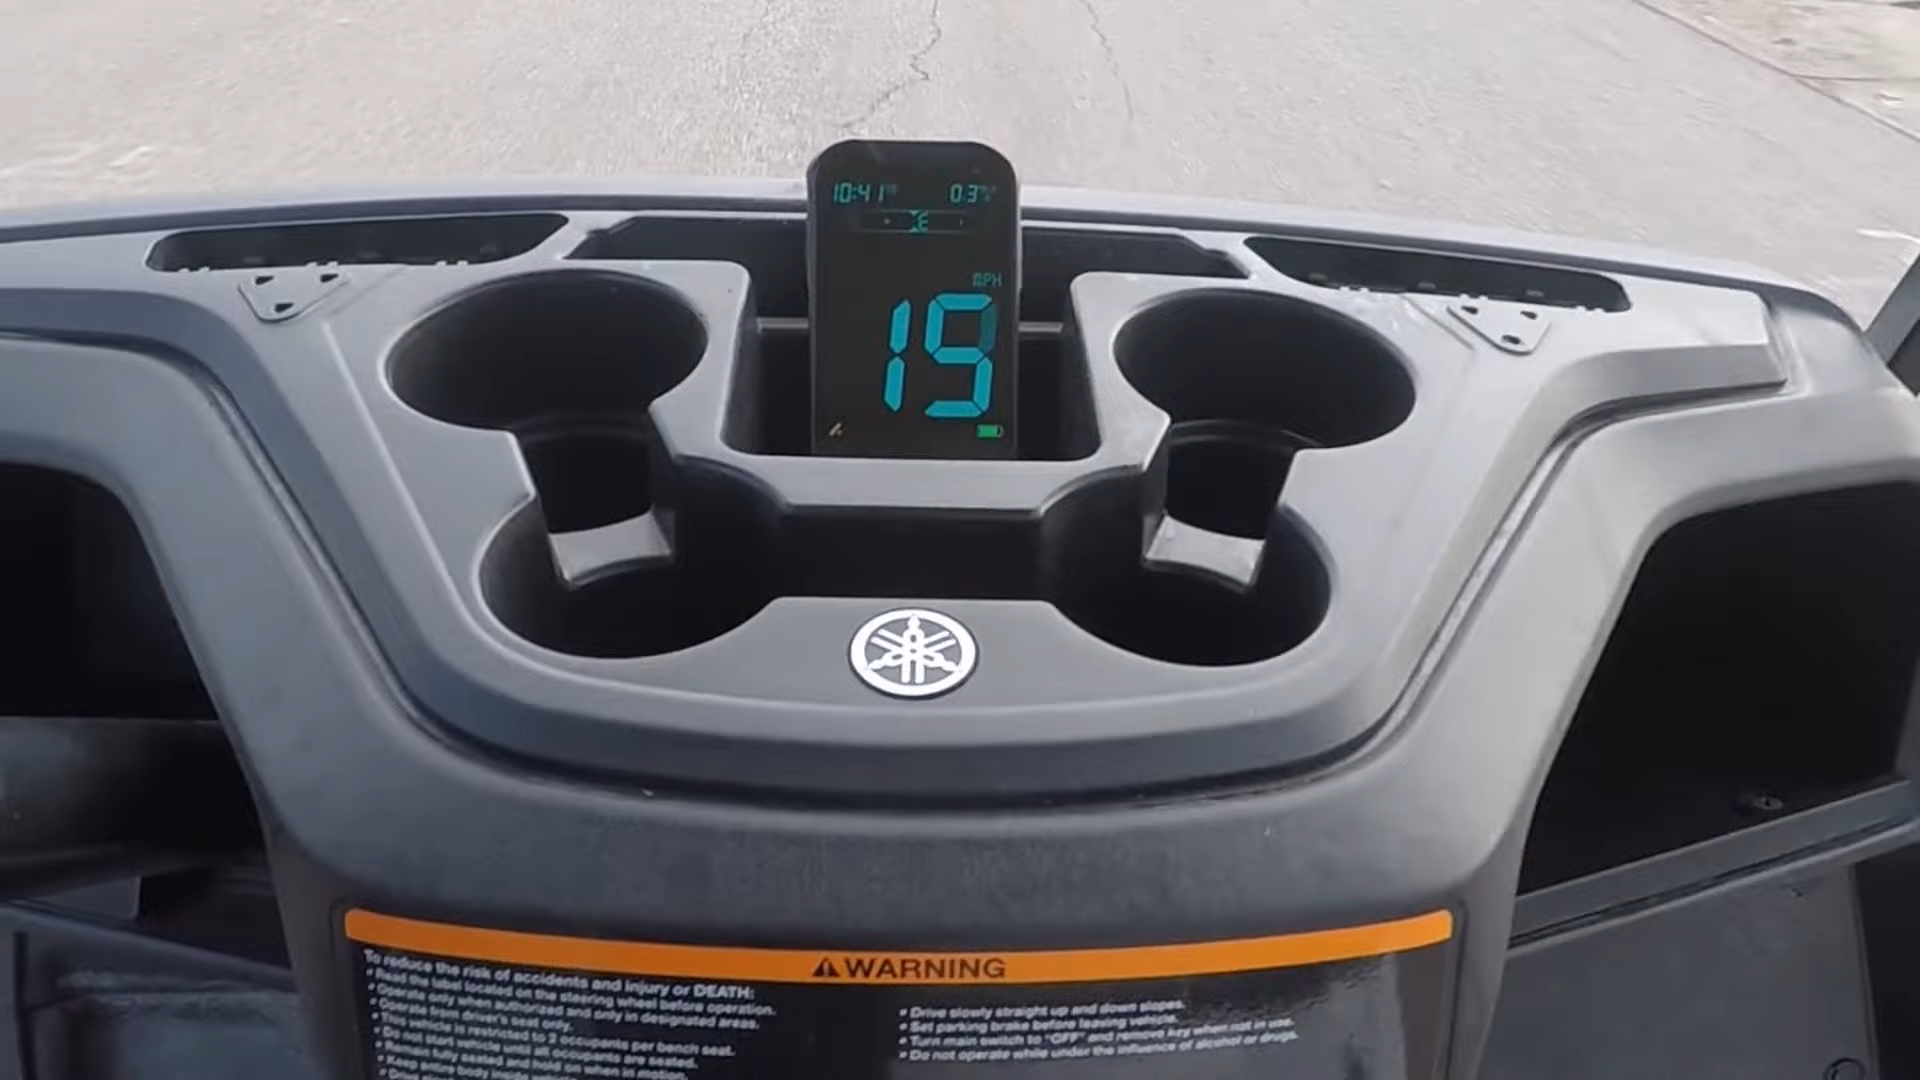 10:41 0.3
E
MPH
19
WARNING
To reduce the risk of accidents and injury or DEATH:
• Read the label located on the steering wheel before operation.
• Operate only when authorized and only in designated areas.
• Operate from driver's seat only.
• This vehicle is restricted to 2 occupants per bench seat.
• Do not start vehicle until all occupants are seated.
• Remain fully seated and hold on when in motion.
• Keep entire body inside
• Drive
• Drive slowly straight up and down slopes.
• Set parking brake before leaving vehicle.
• Turn main switch to "OFF" and remove key when not in use.
• Do not operate while under the influence of alcohol or drugs.